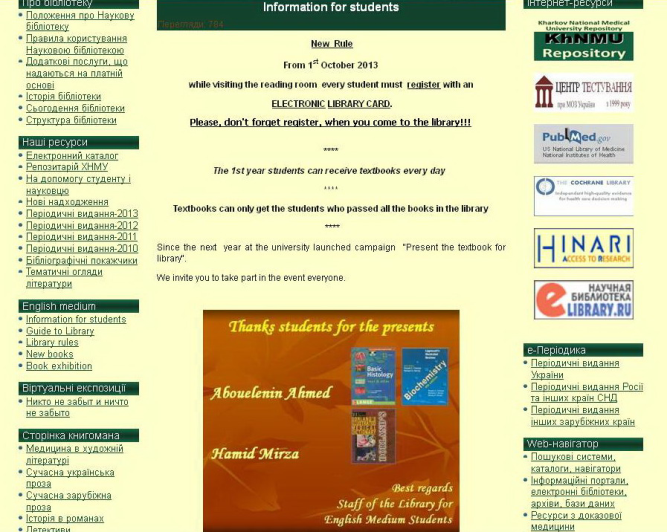 Про бібліотеку
Положення про Наукову
бібліотеку
Правила користування
Науковою бібліотекою
Додаткові послуги, що
надаються на платній
основі
Історія бібліотеки
Сьогодення бібліотеки
Структура бібліотеки
Наші ресурси
Електронний каталог
Репозитарій ХНМУ
На допомогу студенту і
науковцю
Нові надходження
Періодичні видання-2013
Періодичні видання-2012
Періодичні видання-2011
Періодичні видання-2010
Бібліографічні покажчики
Тематичні огляди
літератури
English medium
Information for students
Guide to Library
Library rules
New books
Book exhibition
Віртуальні експозиції
Никто не забыт и ничто
не забыто
Сторінка книгомана
Медицина в художній
літературі
Сучасна українська
проза
Сучасна зарубіжна
проза
Історія в романах
Детективи
Information for students
Перегляди: 784
New Rule
From 1st October 2013
while visiting the reading room every student must register with an
ELECTRONIC LIBRARY CARD.
Please, don't forget register, when you come to the library!!!
****
The 1st year students can receive textbooks every day
****
Textbooks can only get the students who passed all the books in the library
****
Since the next year at the university launched campaign "Present the textbook for
library".
We invite you to take part in the event everyone.
Thanks students for the presents
Basic
Histology
Biochemistry
Abouelenin Ahmed
Hamid Mirza
Best regards
Staff of the Library for
English Medium Students
Інтернет-ресурси
Kharkov National Medical
University Repository
KhNMU
Repository
ЦЕНТР ТЕСТУВАННЯ
при МОЗ України з 1999 року
PubMed.gov
US National Library of Medicine
National Institutes of Health
THE COCHRANE LIBRARY
Independent high-quality evidence
for health care decision making
HINARI
ACCESS TO RESEARCH
НАУЧНАЯ
БИБЛИОТЕКА
eLIBRARY.RU
е-Періодика
Періодичні видання
України
Періодичні видання Росії
та інших країн СНД
Періодичні видання
інших зарубіжних країн
Web-навігатор
Пошукові системи,
каталоги, навігатори
Інформаційні портали,
електронні бібліотеки,
архіви, бази даних
Ресурси з доказової
медицини